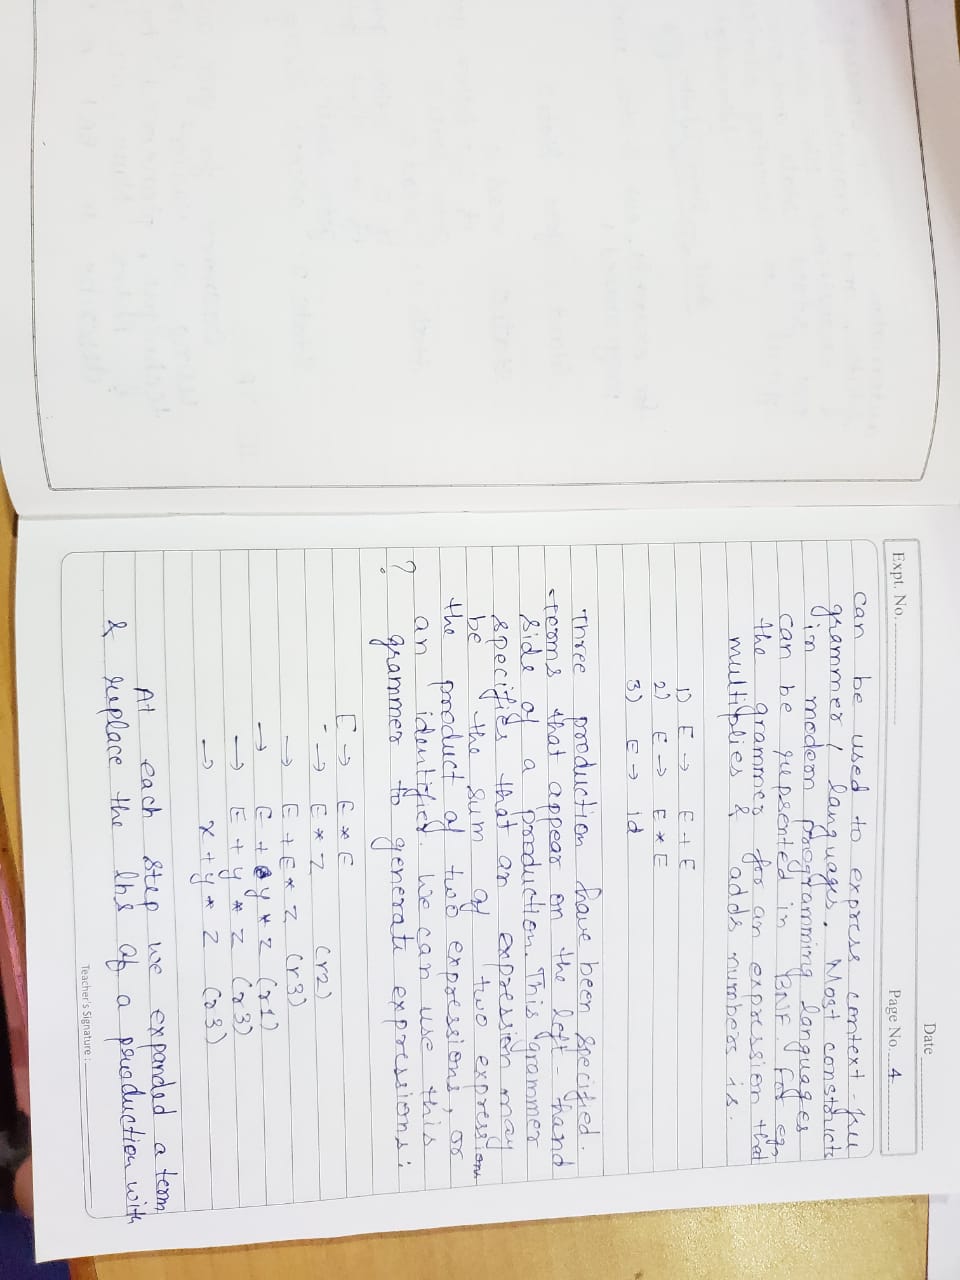 Date
Expt. No.
Page No. 4
can be used to express context-free
grammer, languages. Most constructs
in modern programming languages
can be represented in BNF. For eg,
the grammer for an expression that
multiplies & adds numbers is.
1) E → E+E
2) E → E*E
3) E → id
Three production have been specified.
terms that appear on the left-hand
side of a production. This grammer
specifies that an expression may
be the sum of two expressions
the product of two expressions, or
an identified. We can use this
? grammer to generate expressions:
E → E*E
→ E*Z (r2)
→ E+E*Z (r3)
→ E+y*Z (r1)
→ E+y*Z (r3)
→ x+y*Z (r3)
At each step we expanded a term
& replace the lhs of a production with
Teacher's Signature :